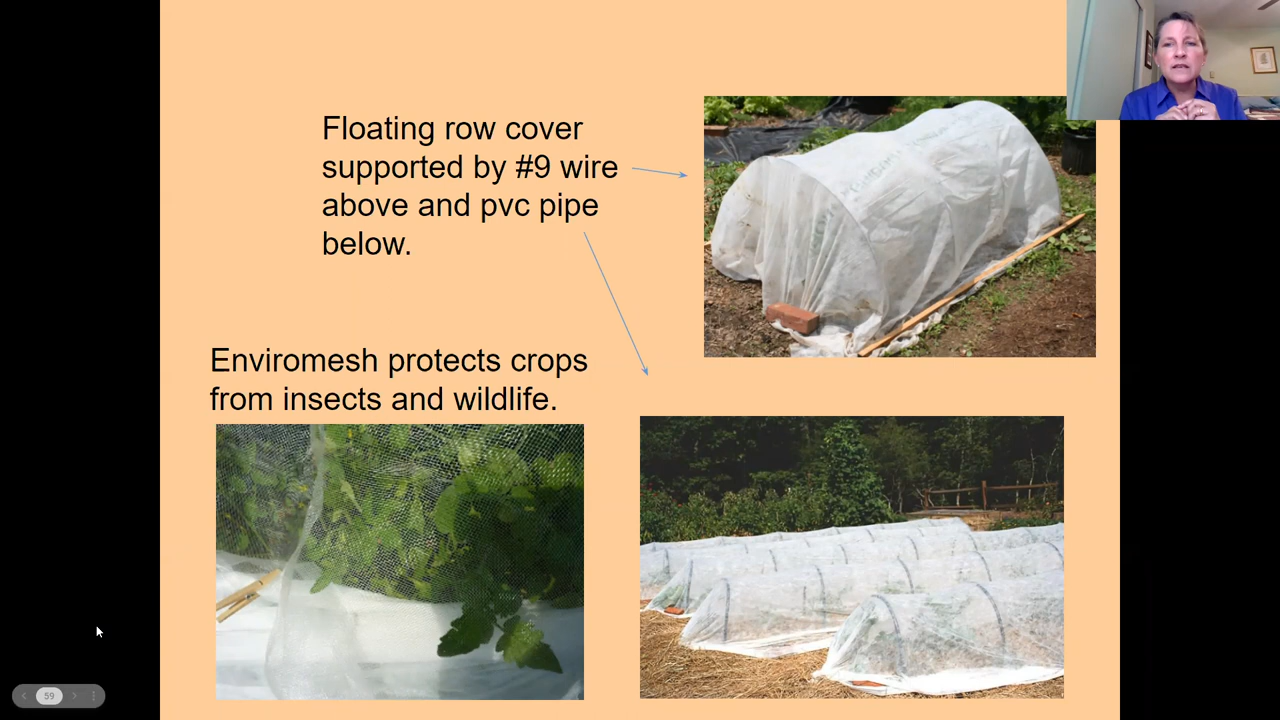 Floating row cover
supported by #9 wire
above and pvc pipe
below.
Enviromesh protects crops
from insects and wildlife.
59